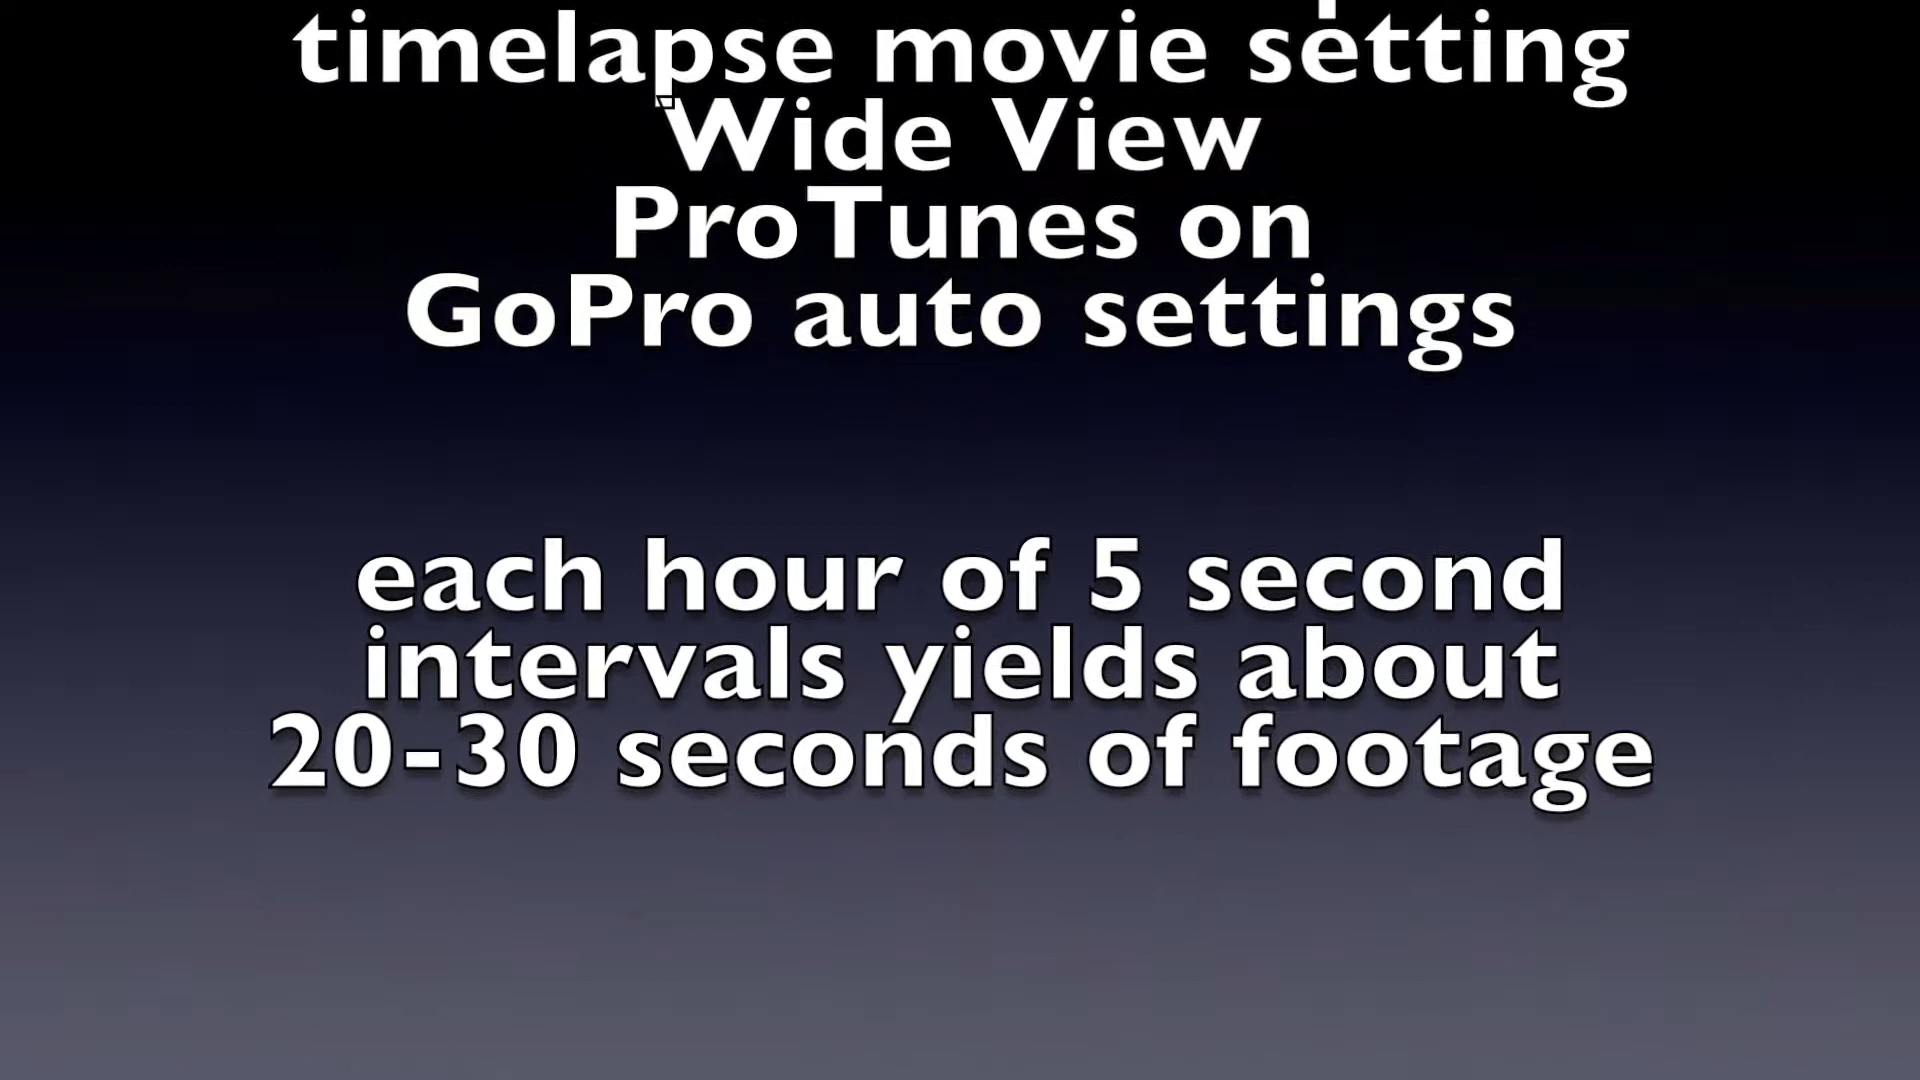 timelapse movie setting
Wide View
ProTunes on
GoPro auto settings
each hour of 5 second
intervals yields about
20-30 seconds of footage